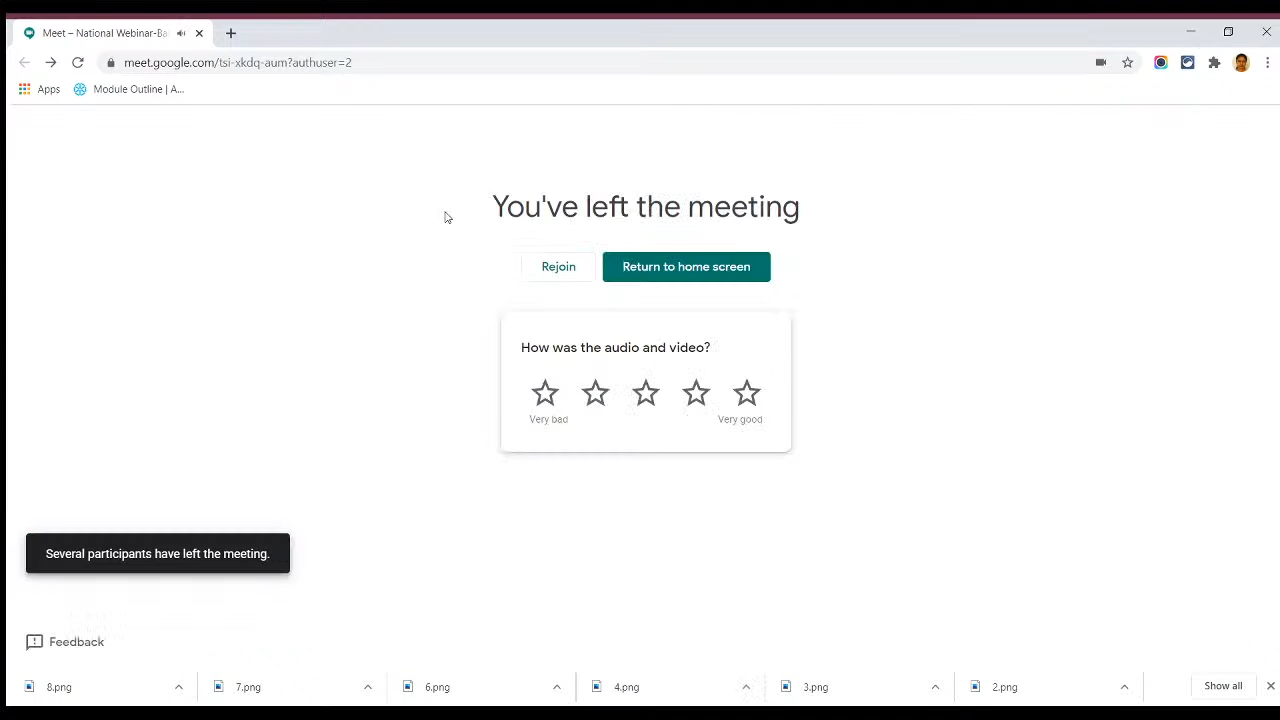 Meet – National Webinar-Ba
meet.google.com/tsi-xkdq-aum?authuser=2
Apps
Module Outline | A...
You've left the meeting
Rejoin
Return to home screen
How was the audio and video?
Very bad
Very good
Several participants have left the meeting.
Feedback
8.png
7.png
6.png
4.png
3.png
2.png
Show all